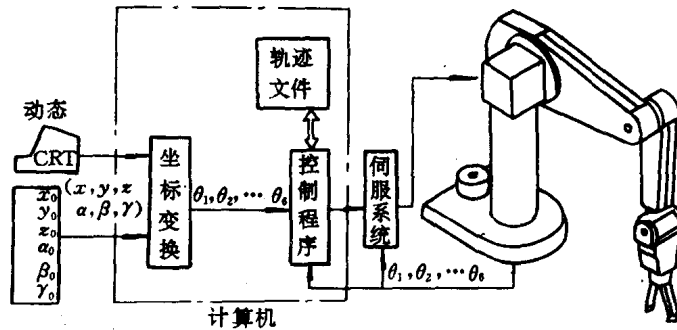 轨迹
文件
动态
CRT
坐标变换
控制程序
伺服系统
(x, y, z
α, β, γ)
x₀
y₀
z₀
α₀
β₀
γ₀
θ₁, θ₂, … θ₆
θ₁, θ₂, … θ₆
计算机